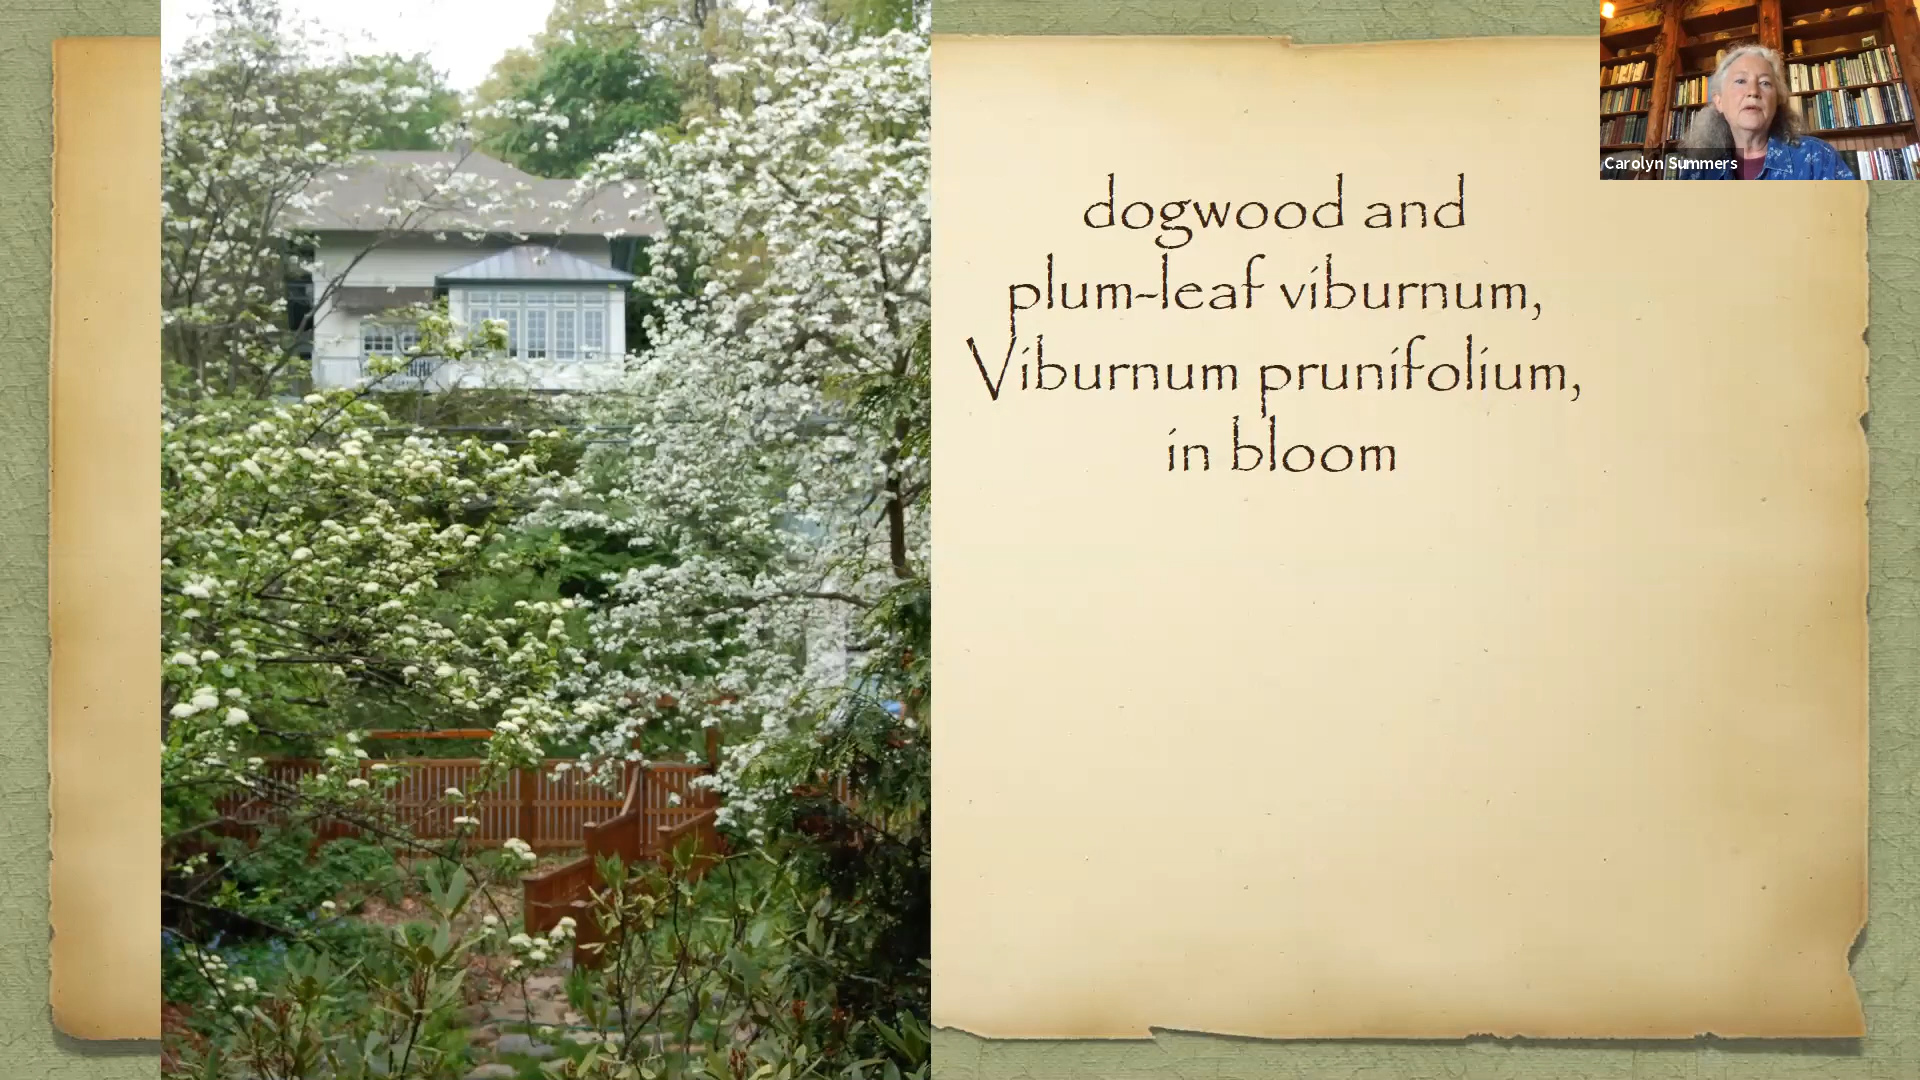 Carolyn Summers
dogwood and
plum-leaf viburnum,
Viburnum prunifolium,
in bloom